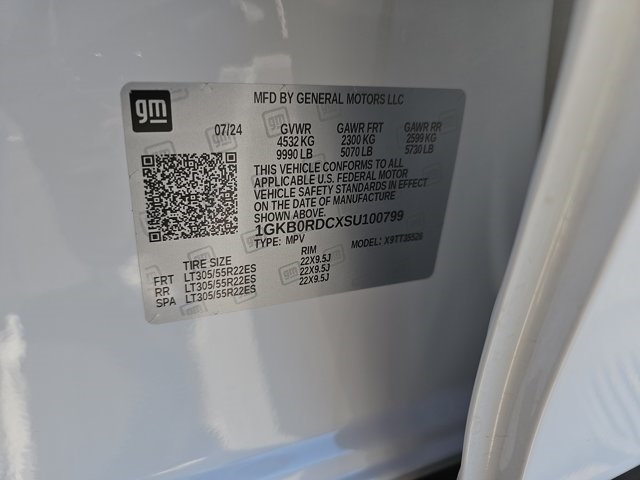 gm
MFD BY GENERAL MOTORS LLC
07/24 GVWR GAWR FRT GAWR RR
4532 KG 2300 KG 2599 KG
9990 LB 5070 LB 5730 LB
THIS VEHICLE CONFORMS TO ALL
APPLICABLE U.S. FEDERAL MOTOR
VEHICLE SAFETY STANDARDS IN EFFECT
ON THE DATE OF MANUFACTURE
SHOWN ABOVE.
1GKB0RDCXSU100799
TYPE: MPV MODEL:
TIRE SIZE RIM
FRT LT305/55R22ES 22X9.5J
RR LT305/55R22ES 22X9.5J
SPA LT305/55R22ES 22X9.5J